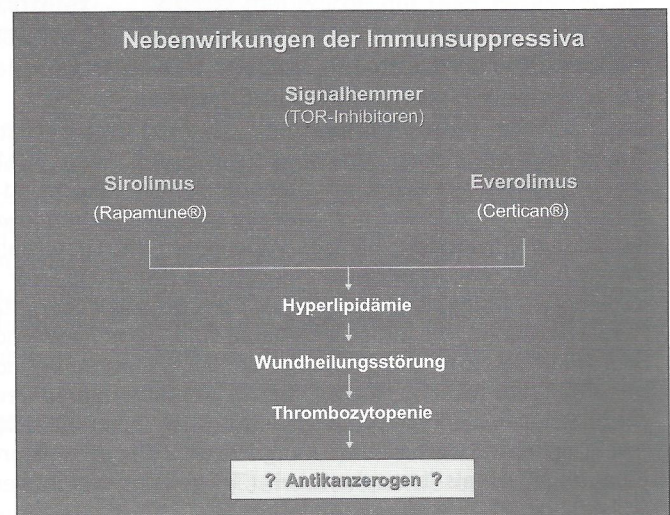 Nebenwirkungen der Immunsuppressiva
Signalhemmer
(TOR-Inhibitoren)
Sirolimus
(Rapamune®)
Everolimus
(Certican®)
Hyperlipidämie
Wundheilungsstörung
Thrombozytopenie
? Antikanzerogen ?